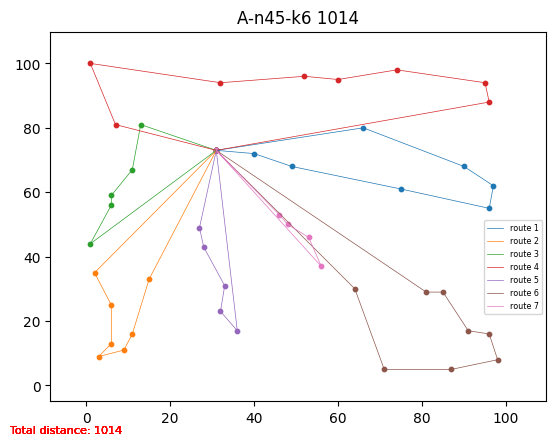 A-n45-k6 1014
100
80
60
40
20
0
0 20 40 60 80 100
route 1
route 2
route 3
route 4
route 5
route 6
route 7
Total distance: 1014